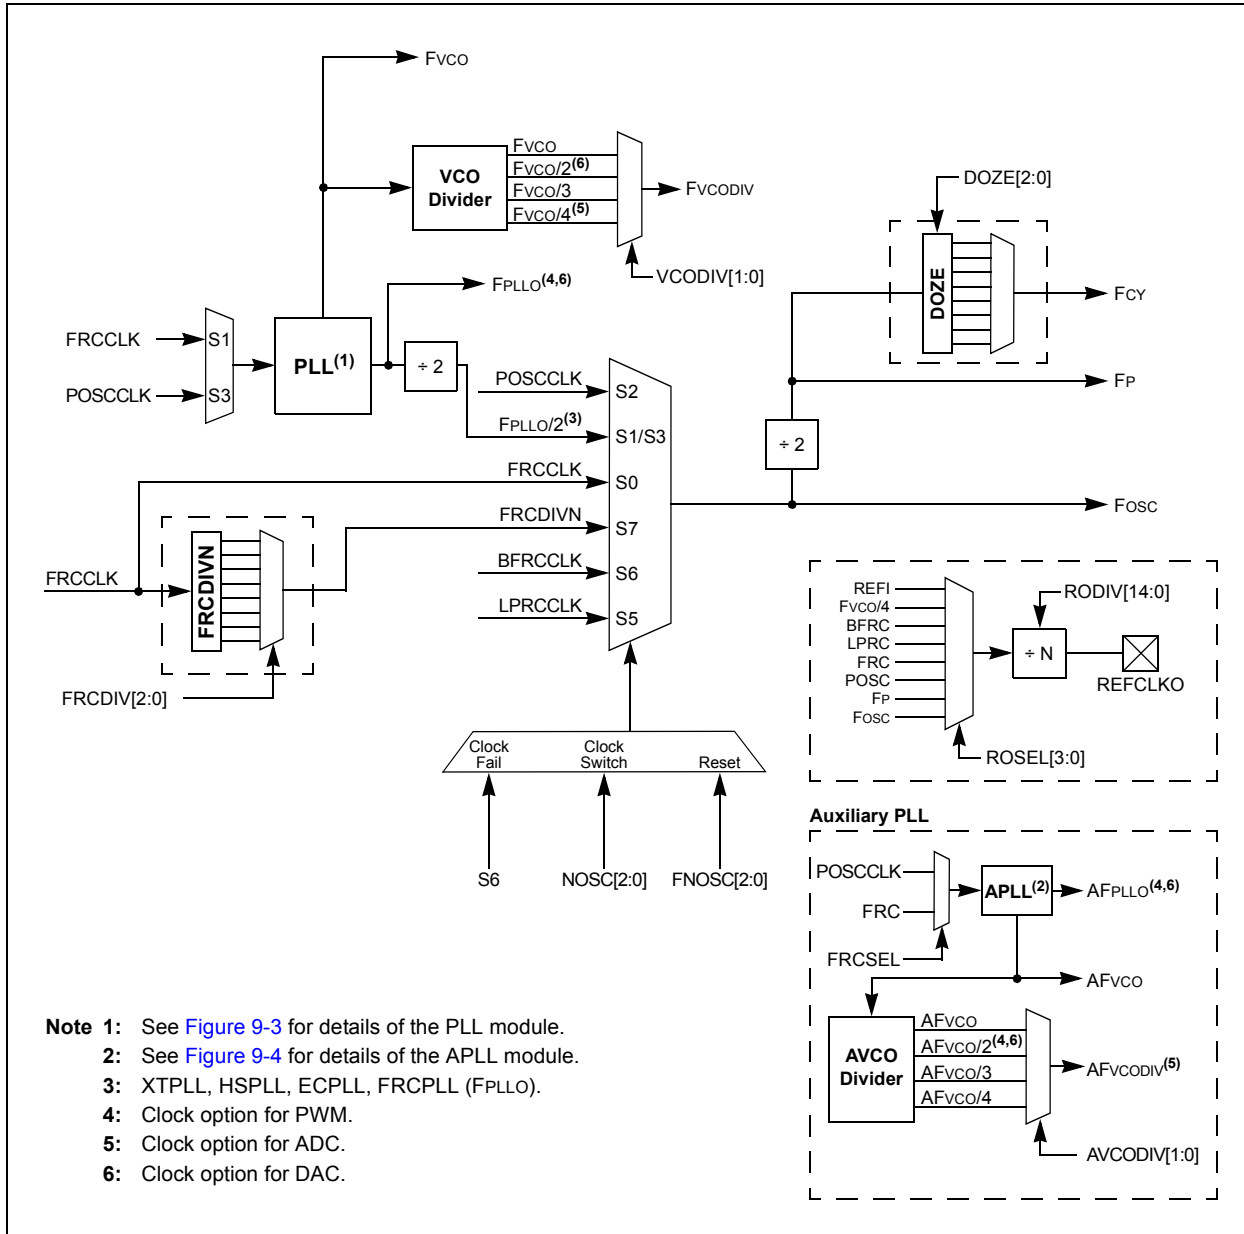 FVCO
FVCO
FVCO/2(6)
FVCO/3
FVCO/4(5)
VCO
Divider
FVCODIV
VCODIV[1:0]
DOZE[2:0]
DOZE
FCY
FPLLO(4,6)
FRCCLK
S1
POSCCLK
S3
PLL(1)
÷ 2
POSCCLK
S2
FPLLO/2(3)
S1/S3
FRCCLK
S0
FRCDIVN
S7
BFRCCLK
S6
LPRCCLK
S5
FP
÷ 2
FOSC
FRCCLK
FRCDIVN
FRCDIV[2:0]
Clock
Fail
Clock
Switch
Reset
S6
NOSC[2:0]
FNOSC[2:0]
REFI
FVCO/4
BFRC
LPRC
FRC
POSC
FP
FOSC
RODIV[14:0]
÷ N
REFCLKO
ROSEL[3:0]
Auxiliary PLL
POSCCLK
FRC
FRCSEL
APLL(2)
AFPLLO(4,6)
AFVCO
AVCO
Divider
AFVCO
AFVCO/2(4,6)
AFVCO/3
AFVCO/4
AFVCODIV(5)
AVCODIV[1:0]
Note 1: See Figure 9-3 for details of the PLL module.
2: See Figure 9-4 for details of the APLL module.
3: XTPLL, HSPLL, ECPLL, FRCPLL (FPLLO).
4: Clock option for PWM.
5: Clock option for ADC.
6: Clock option for DAC.